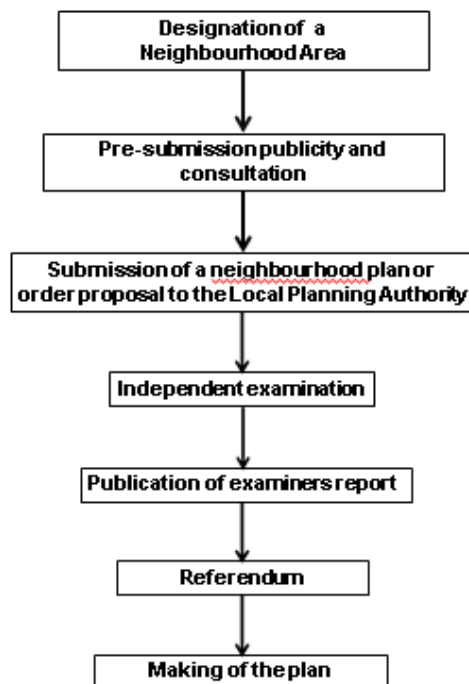 Designation of a
Neighbourhood Area
Pre-submission publicity and
consultation
Submission of a neighbourhood plan or
order proposal to the Local Planning Authority
Independent examination
Publication of examiners report
Referendum
Making of the plan